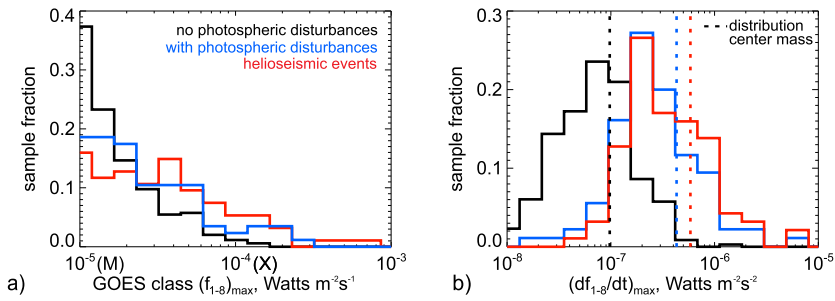 0.4
0.3
0.2
0.1
0.0
sample fraction
no photospheric disturbances
with photospheric disturbances
helioseismic events
10⁻⁵(M)
10⁻⁴(X)
10⁻³
a)
GOES class (f₁₋₈)ₘₐₓ, Watts m⁻²s⁻¹
0.3
0.2
0.1
0.0
sample fraction
distribution
center mass
10⁻⁸
10⁻⁷
10⁻⁶
10⁻⁵
b)
(df₁₋₈/dt)ₘₐₓ, Watts m⁻²s⁻²